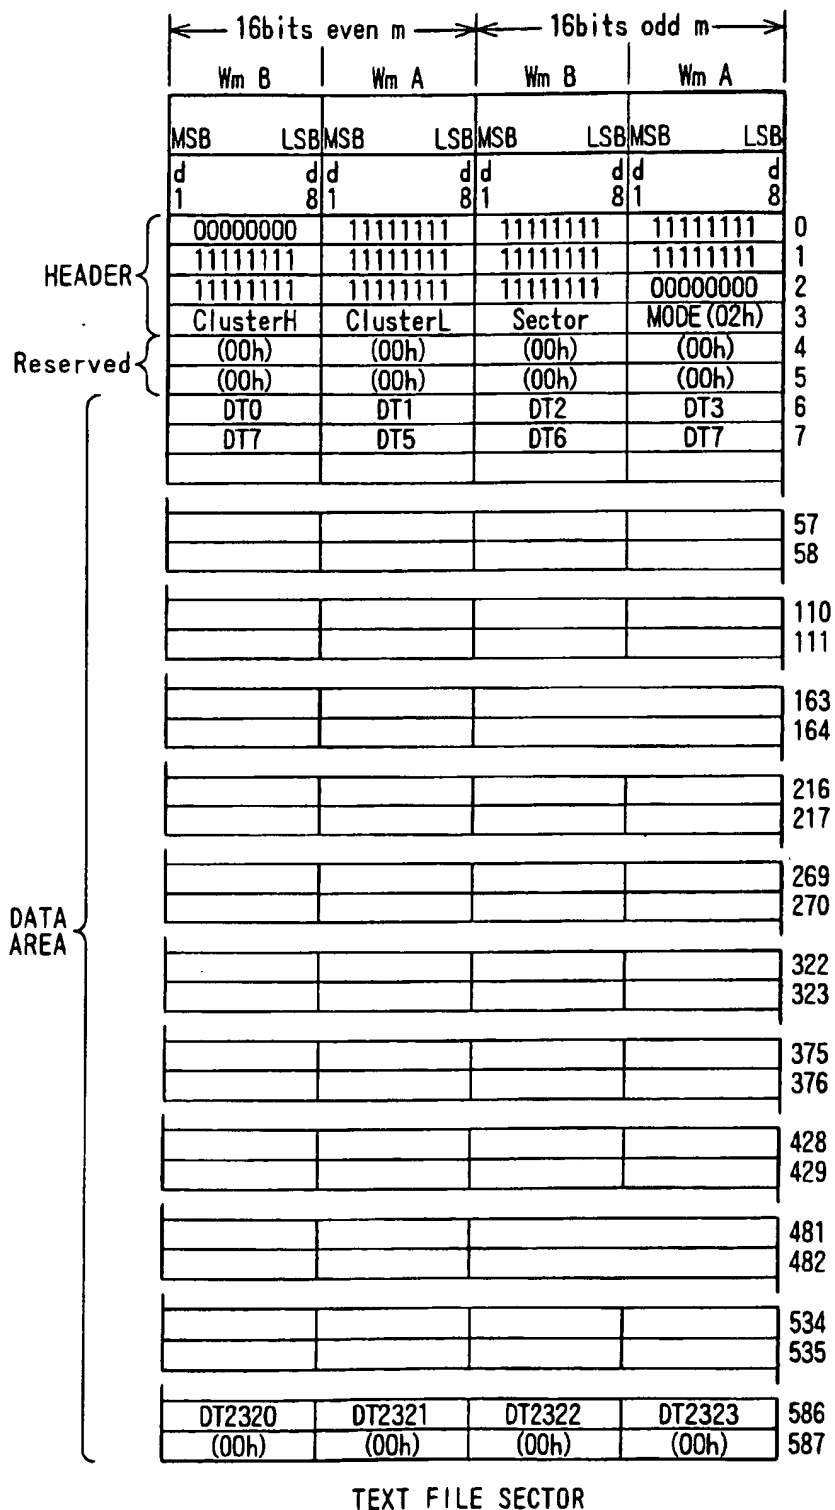 16bits even m 16bits odd m
Wm B Wm A Wm B Wm A
MSB LSB MSB LSB MSB LSB MSB LSB
d d d d d d d d
1 8 1 8 1 8 1 8
HEADER
00000000 11111111 11111111 11111111 0
11111111 11111111 11111111 11111111 1
11111111 11111111 11111111 00000000 2
ClusterH ClusterL Sector MODE(02h) 3
Reserved
(00h) (00h) (00h) (00h) 4
(00h) (00h) (00h) (00h) 5
DT0 DT1 DT2 DT3 6
DT7 DT5 DT6 DT7 7
57
58
110
111
163
164
216
217
269
270
DATA
AREA
322
323
375
376
428
429
481
482
534
535
DT2320 DT2321 DT2322 DT2323 586
(00h) (00h) (00h) (00h) 587
TEXT FILE SECTOR